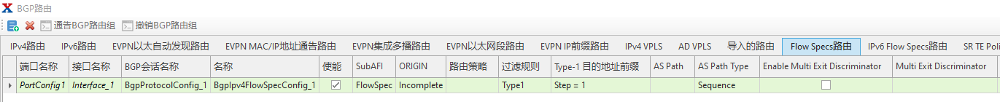 BGP路由
通告BGP路由组 撤销BGP路由组
IPv4路由 IPv6路由 EVPN以太自动发现路由 EVPN MAC/IP地址通告路由 EVPN集成多播路由 EVPN以太网段路由 EVPN IP前缀路由 IPv4 VPLS AD VPLS 导入的路由 Flow Specs路由 IPv6 Flow Specs路由 SR TE Poli
端口名称 接口名称 BGP会话名称 名称 使能 SubAFI ORIGIN 路由策略 过滤规则 Type-1 目的地址前缀 AS Path AS Path Type Enable Multi Exit Discriminator Multi Exit Discriminator
PortConfig1 Interface_1 BgpProtocolConfig_1 BgpIpv4FlowSpecConfig_1 FlowSpec Incomplete Type1 Step = 1 Sequence